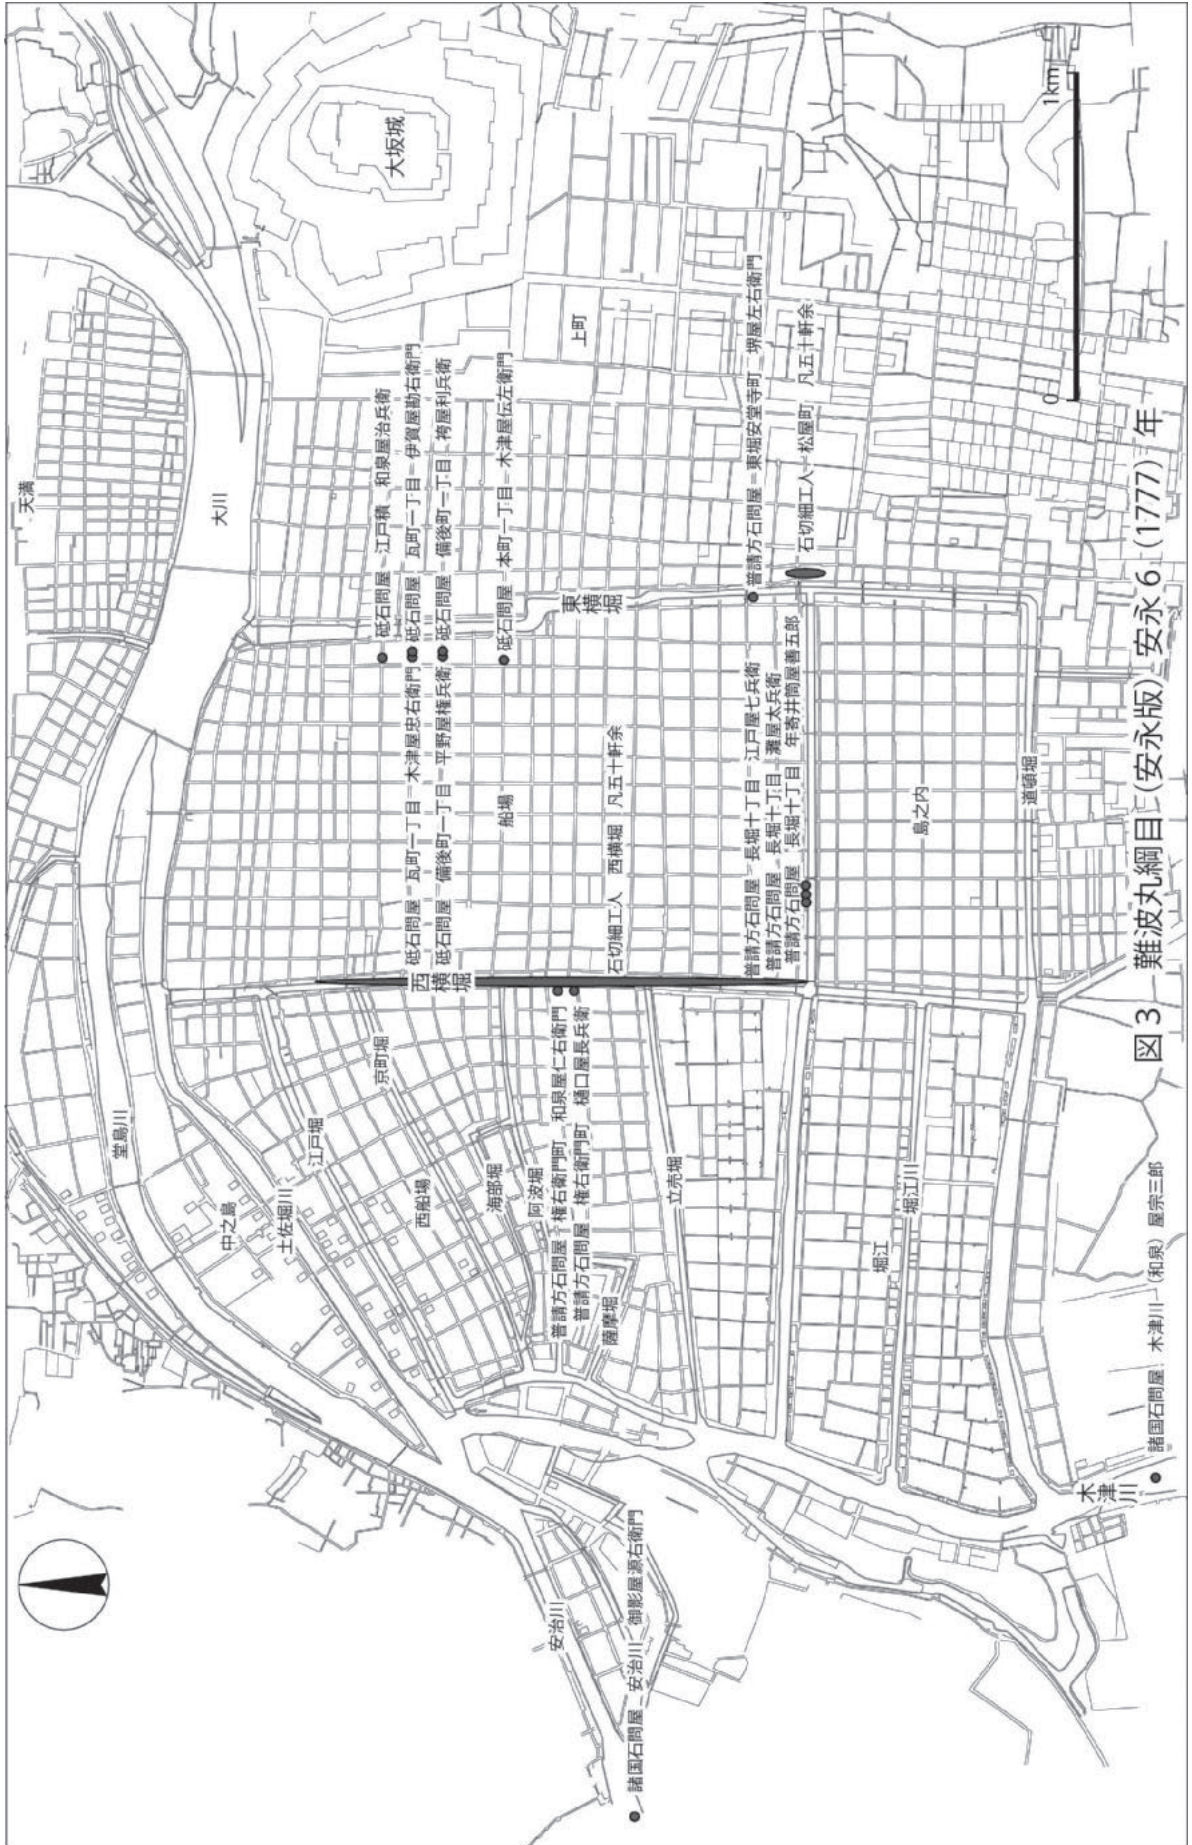 天満
大川
大坂城
上町
砥石問屋 江戸積 和泉屋治兵衛
砥石問屋 瓦町一丁目 伊賀屋勘右衛門
砥石問屋 備後町一丁目 袴屋利兵衛
砥石問屋 本町一丁目 木津屋伝左衛門
東横堀
普請方石問屋 東堀安堂寺町 堺屋左右衛門
石切細工人 松屋町 凡五十軒余
砥石問屋 瓦町一丁目 木津屋忠右衛門
砥石問屋 備後町一丁目 平野屋権兵衛
船場
石切細工人 西横堀 凡五十軒余
西横堀
普請方石問屋 長堀十丁目 江戸屋七兵衛
普請方石問屋 長堀十丁目 灘屋太兵衛
普請方石問屋 長堀十丁目 年寄井筒屋善五郎
島之内
道頓堀
堂島川
中之島
土佐堀川
江戸堀
京町堀
西船場
海部堀
阿波堀
普請方石問屋 権右衛門町 和泉屋仁右衛門
普請方石問屋 権右衛門町 樋口屋長兵衛
薩摩堀
立売堀
堀江
堀江川
安治川
諸国石問屋 安治川 御影屋源右衛門
木津川
諸国石問屋 木津川 (和泉)屋宗三郎
0
1km
図3 難波丸綱目(安永版) 安永6(1777)年